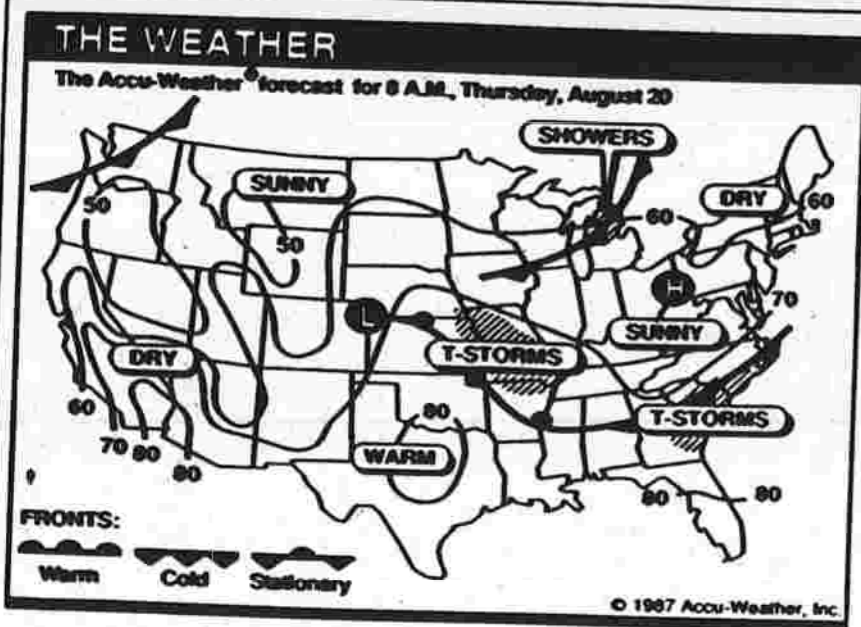 THE WEATHER
The Accu-Weather® forecast for 8 A.M., Thursday, August 20
SHOWERS
SUNNY
DRY
60
50
60
50
H
70
L
SUNNY
T-STORMS
DRY
60
80
T-STORMS
70
80
80
WARM
80
80
FRONTS:
Warm
Cold
Stationary
© 1987 Accu-Weather, Inc.